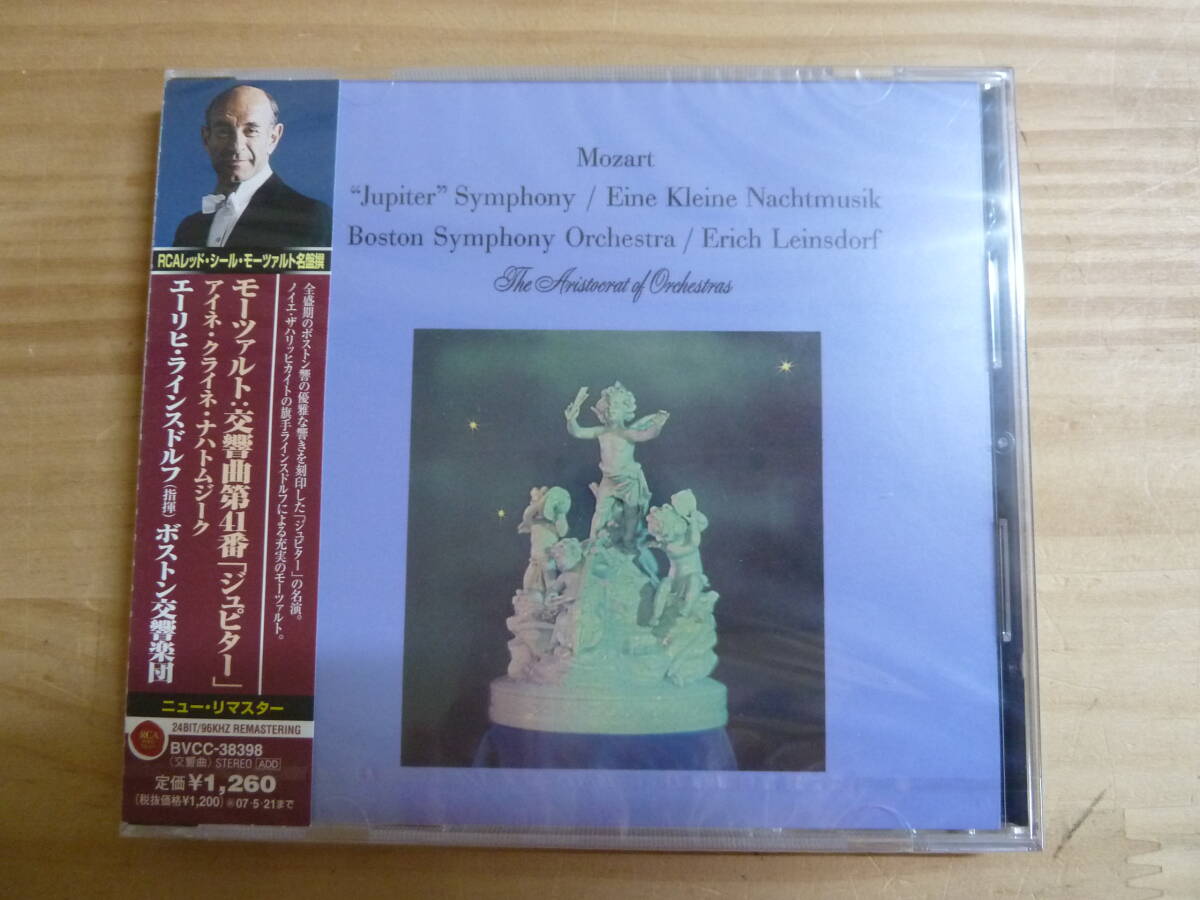 Mozart
“Jupiter” Symphony / Eine Kleine Nachtmusik
Boston Symphony Orchestra / Erich Leinsdorf
The Aristocrat of Orchestras
RCAレッド・シール・モーツァルト名盤撰
全盛期のボストン響の優雅な響きを刻印した「ジュピター」の名演。
ノイエ・ザハリッヒカイトの旗手ラインスドルフによる充実のモーツァルト。
モーツァルト:交響曲第41番「ジュピター」
アイネ・クライネ・ナハトムジーク
エーリヒ・ラインスドルフ(指揮)ボストン交響楽団
ニュー・リマスター
24BIT/96KHZ REMASTERING
RCA
BVCC-38398
(交響曲) STEREO ADD
定価¥1,260
(税抜価格¥1,200) 07・5・21まで